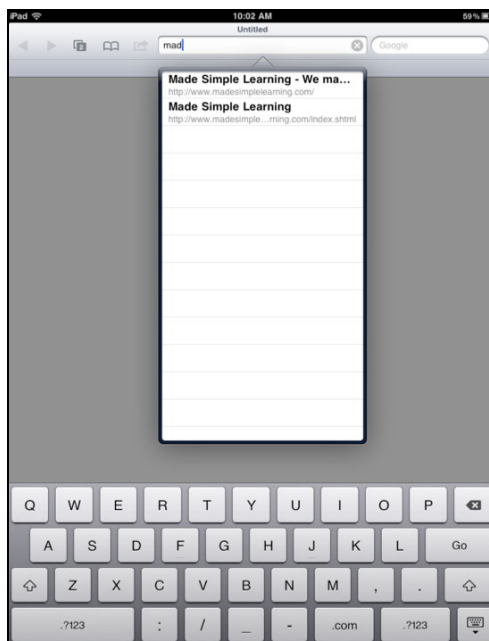 iPad 10:02 AM 59%
Untitled
mad Google
Made Simple Learning - We ma...
http://www.madesimplelearning.com/
Made Simple Learning
http://www.madesimple...rning.com/index.shtml
Q W E R T Y U I O P
A S D F G H J K L Go
Z X C V B N M , .
.?123 : / _ - .com .?123